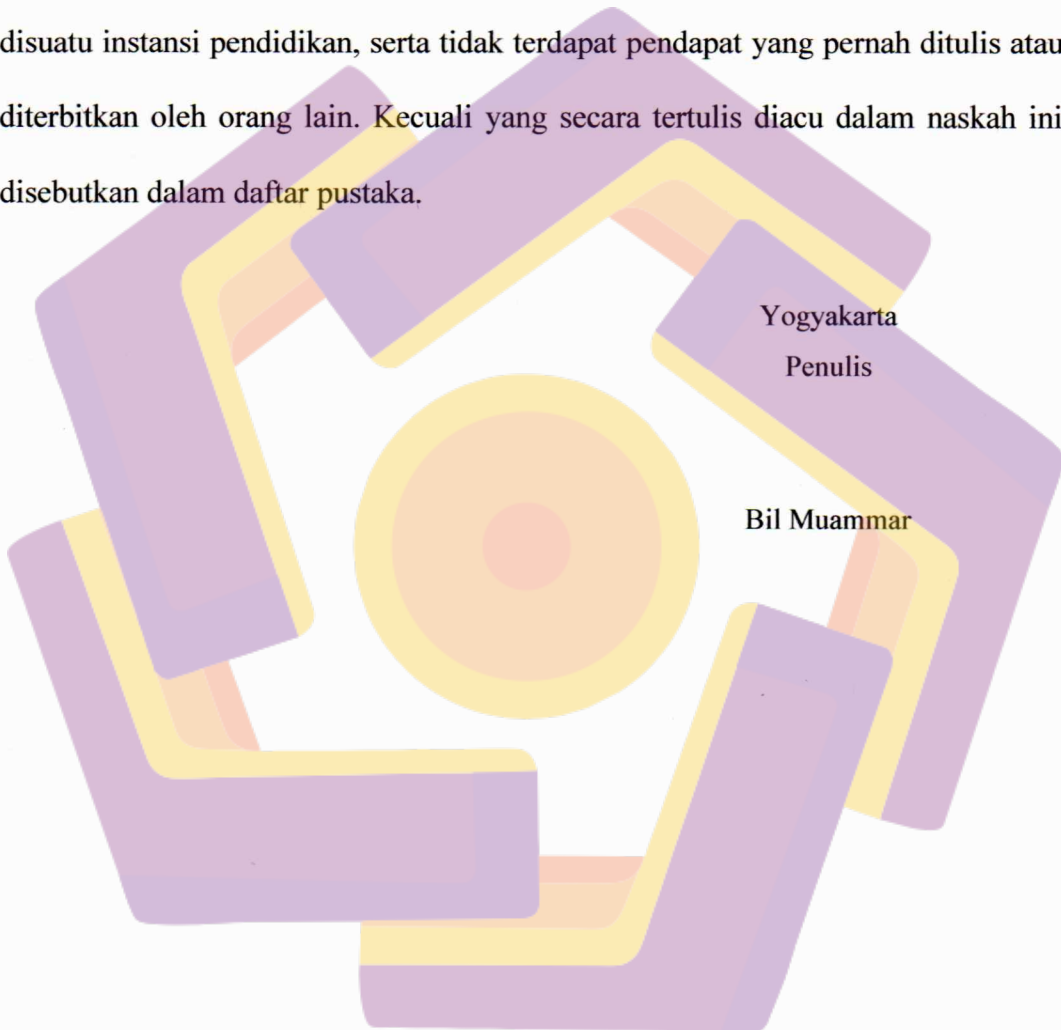 disuatu instansi pendidikan, serta tidak terdapat pendapat yang pernah ditulis atau
diterbitkan oleh orang lain. Kecuali yang secara tertulis diacu dalam naskah ini
disebutkan dalam daftar pustaka.
Yogyakarta
Penulis
Bil Muammar